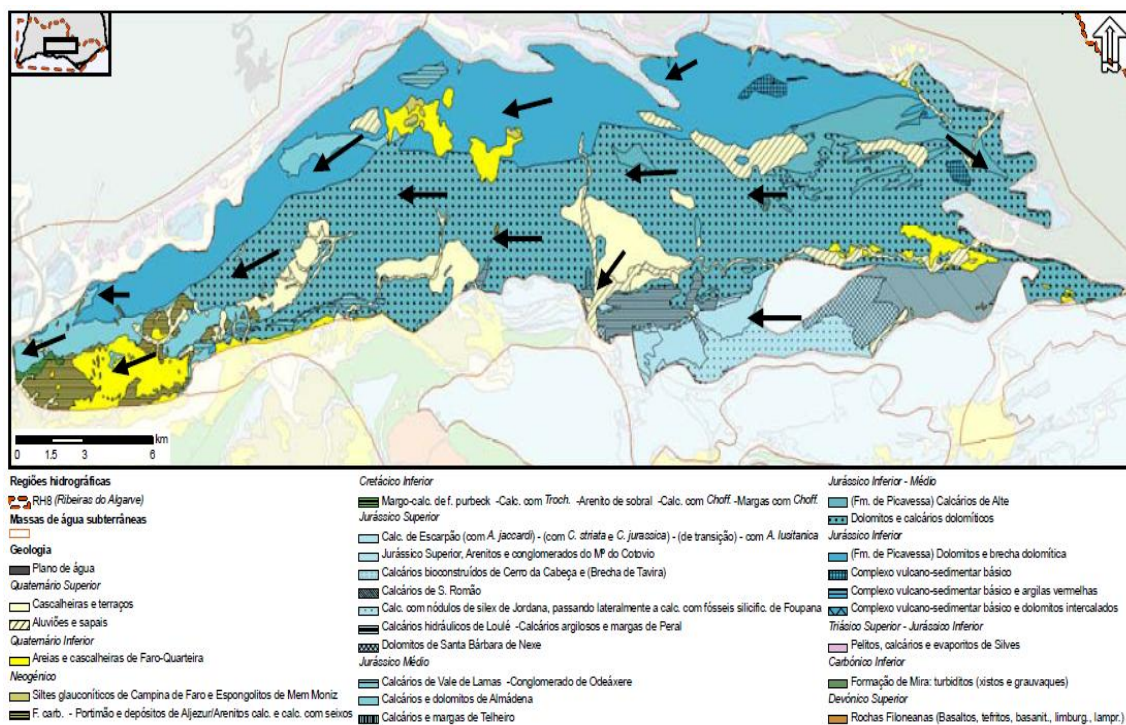 N
0 1.5 3 6 km
Regiões hidrográficas
RH8 (Ribeiras do Algarve)
Massas de água subterrâneas
Geologia
Plano de água
Quaternário Superior
Cascalheiras e terraços
Aluviões e sapais
Quaternário Inferior
Areias e cascalheiras de Faro-Quarteira
Neogénico
Siltes glauconíticos de Campina de Faro e Espongolitos de Mem Moniz
F. carb. - Portimão e depósitos de Aljezur/Arenitos calc. e calc. com seixos
Cretácico Inferior
Margo-calc. de f. purbeck -Calc. com Troch. -Arenito de sobral -Calc. com Choff. -Margas com Choff.
Jurássico Superior
Calc. de Escarpão (com A. jaccardi) - (com C. striata e C. jurassica) - (de transição) - com A. lusitanica
Jurássico Superior, Arenitos e conglomerados do Mº do Cotovio
Calcários bioconstruídos de Cerro da Cabeça e (Brecha de Tavira)
Calcários de S. Romão
Calc. com nódulos de sílex de Jordana, passando lateralmente a calc. com fósseis silicific. de Foupana
Calcários hidráulicos de Loulé -Calcários argilosos e margas de Peral
Dolomitos de Santa Bárbara de Nexe
Jurássico Médio
Calcários de Vale de Lamas -Conglomerado de Odeáxere
Calcários e dolomitos de Almádena
Calcários e margas de Telheiro
Jurássico Inferior - Médio
(Fm. de Picavessa) Calcários de Alte
Dolomitos e calcários dolomíticos
Jurássico Inferior
(Fm. de Picavessa) Dolomitos e brecha dolomítica
Complexo vulcano-sedimentar básico
Complexo vulcano-sedimentar básico e argilas vermelhas
Complexo vulcano-sedimentar básico e dolomitos intercalados
Triásico Superior - Jurássico Inferior
Pelitos, calcários e evaporitos de Silves
Carbónico Inferior
Formação de Mira: turbiditos (xistos e grauvaques)
Devónico Superior
Rochas Filoneanas (Basaltos, tefritos, basanit., limburg., lampr.)